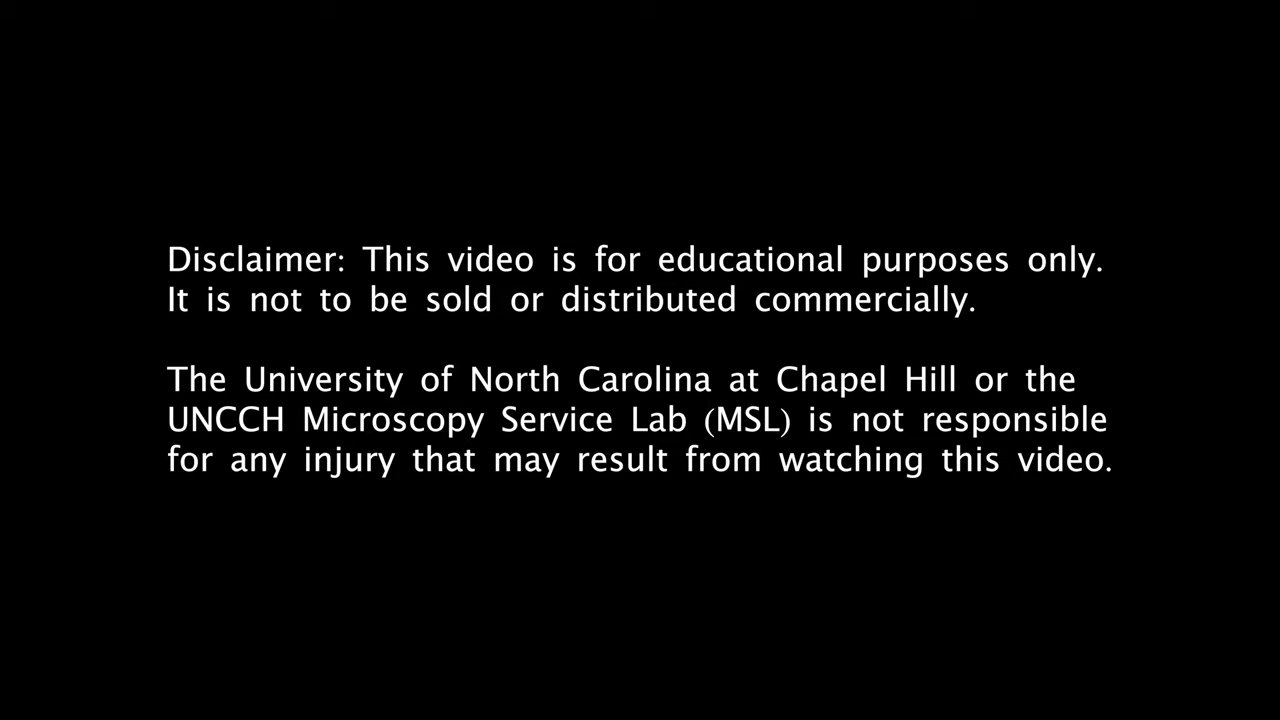 Disclaimer: This video is for educational purposes only.
It is not to be sold or distributed commercially.
The University of North Carolina at Chapel Hill or the
UNCCH Microscopy Service Lab (MSL) is not responsible
for any injury that may result from watching this video.